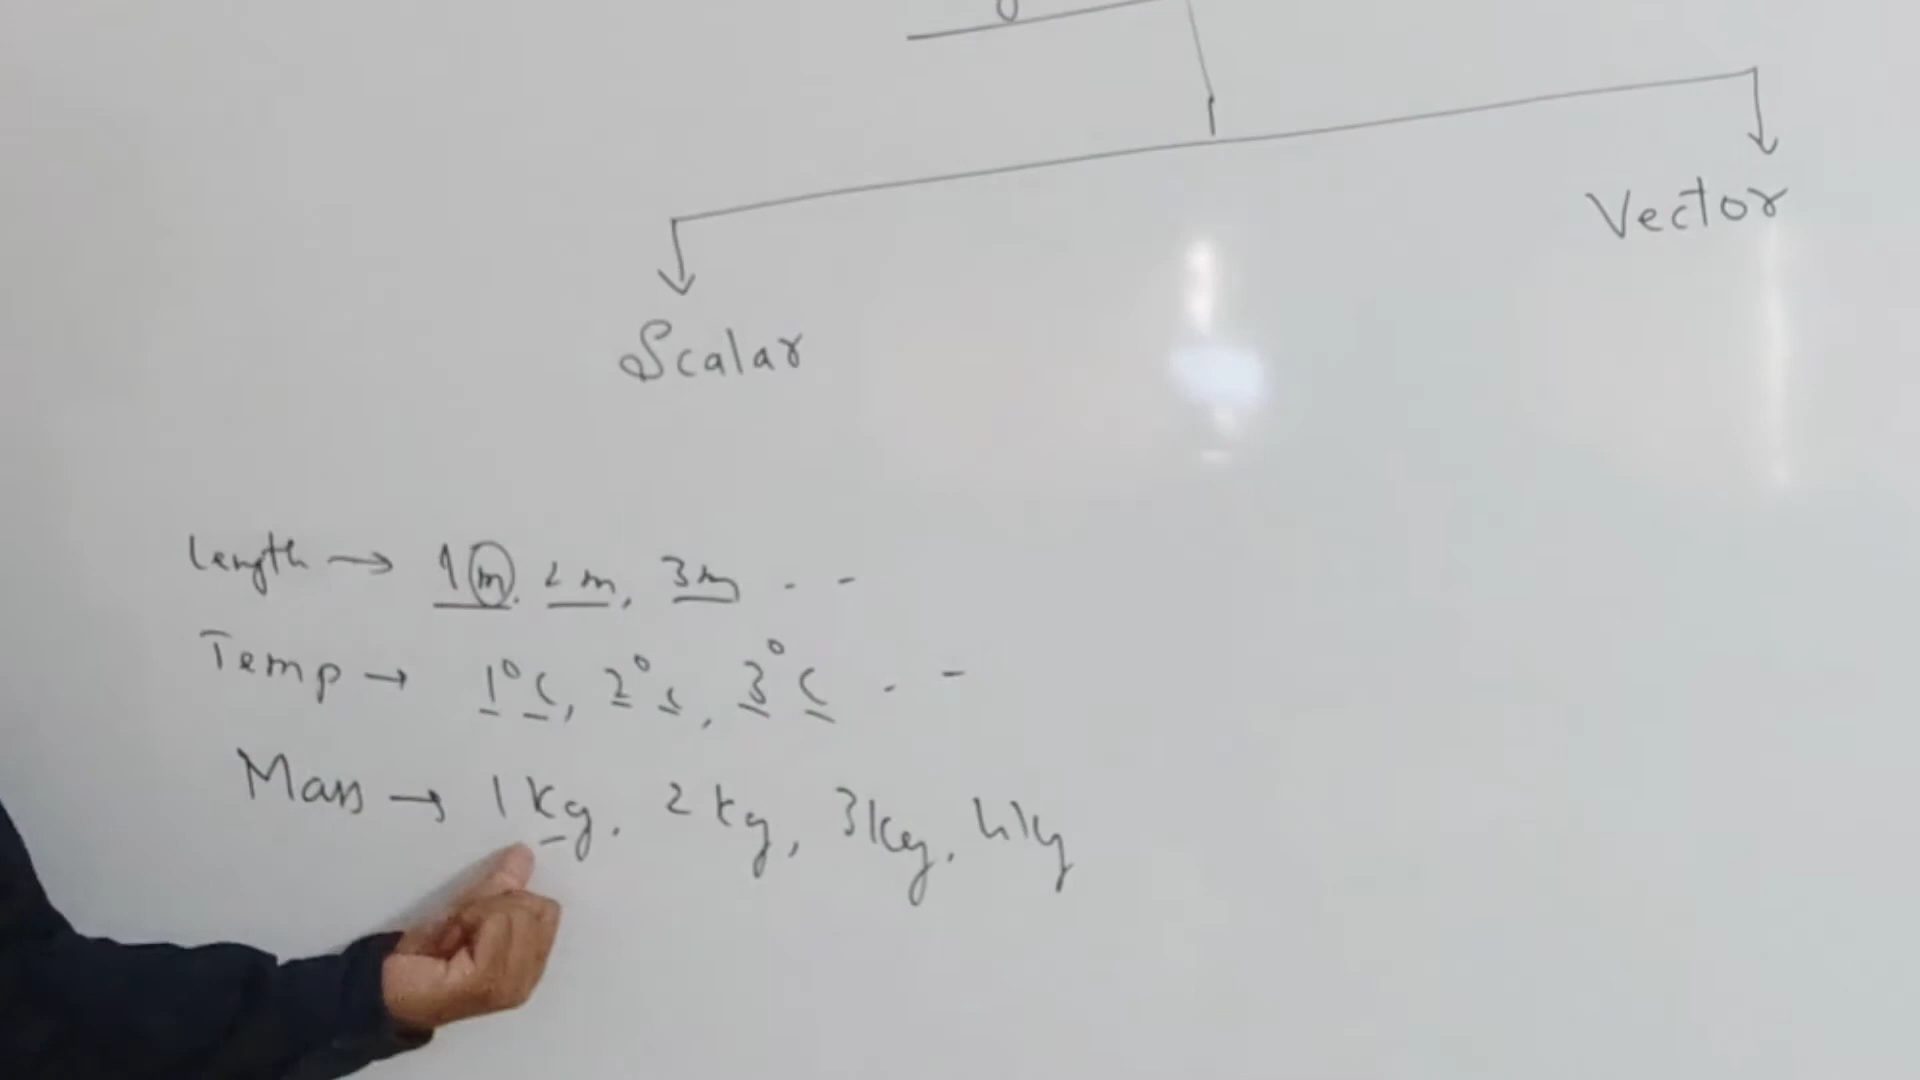 Vector
Scalar
Length → 1m, 2m, 3m - -
Temp → 1°C, 2°C, 3°C - -
Mass → 1kg, 2kg, 3kg, 4kg